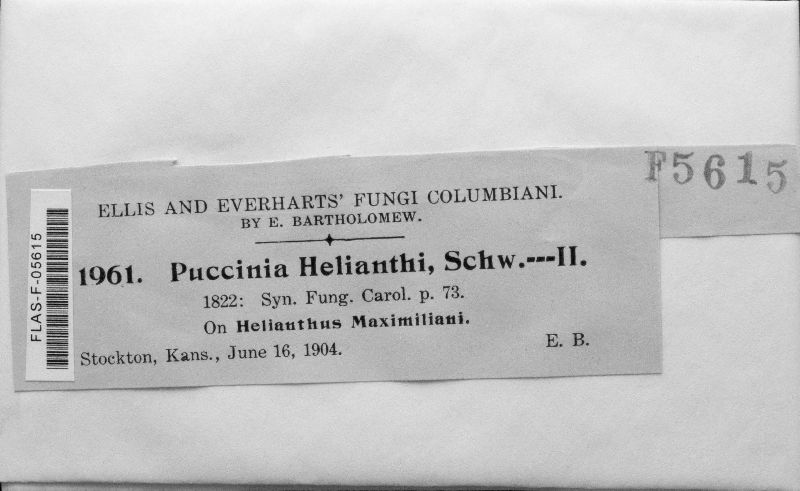 F5615
ELLIS AND EVERHARTS' FUNGI COLUMBIANI.
BY E. BARTHOLOMEW.
1961. Puccinia Helianthi, Schw.---II.
1822: Syn. Fung. Carol. p. 73.
On Helianthus Maximiliani.
Stockton, Kans., June 16, 1904. E. B.
FLAS-F-05615